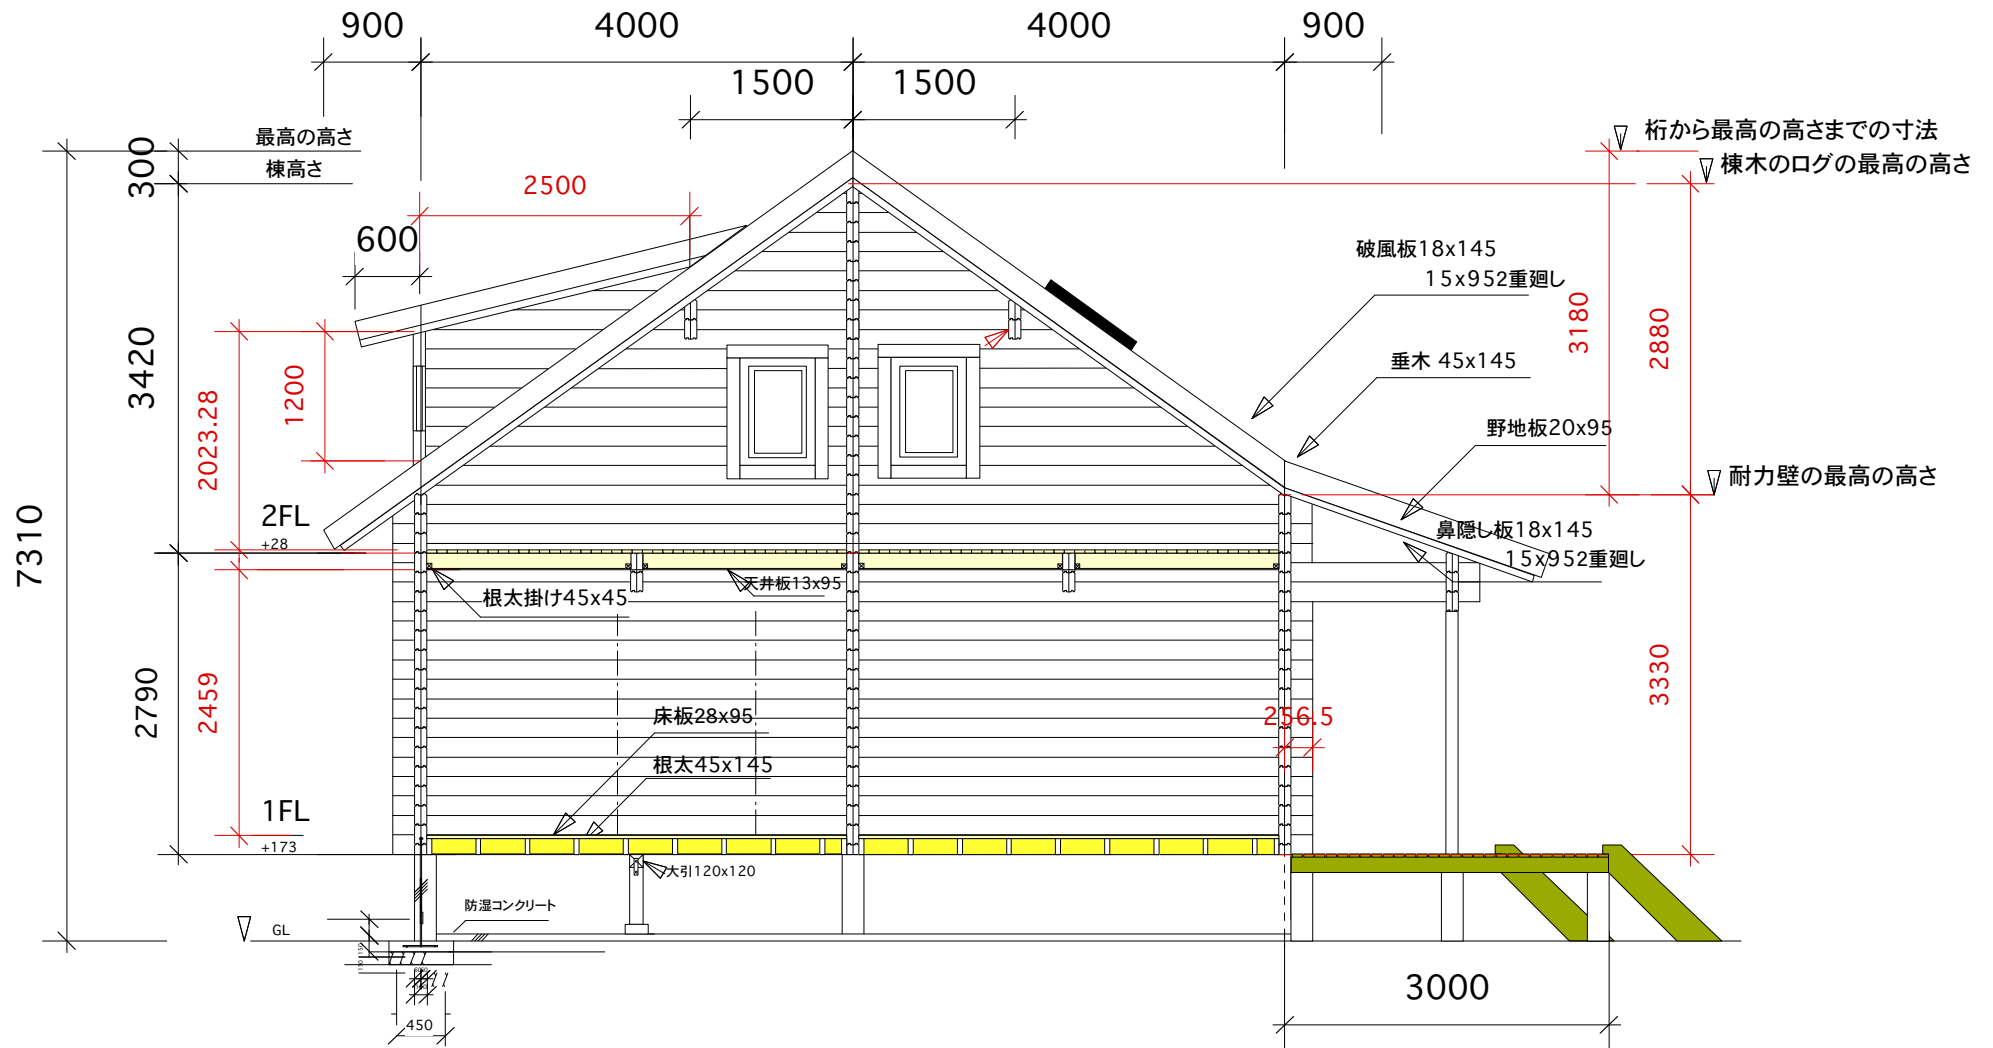 900
4000
4000
900
1500
1500
最高の高さ
棟高さ
300
桁から最高の高さまでの寸法
棟木のログの最高の高さ
2500
600
破風板18x145
15x952重廻し
3180
2880
垂木 45x145
3420
1200
2023.28
野地板20x95
耐力壁の最高の高さ
2FL
+28
鼻隠し板18x145
15x952重廻し
7310
天井板13x95
根太掛け45x45
2790
2459
3330
床板28x95
256.5
根太45x145
1FL
+173
大引120x120
防湿コンクリート
GL
3000
450